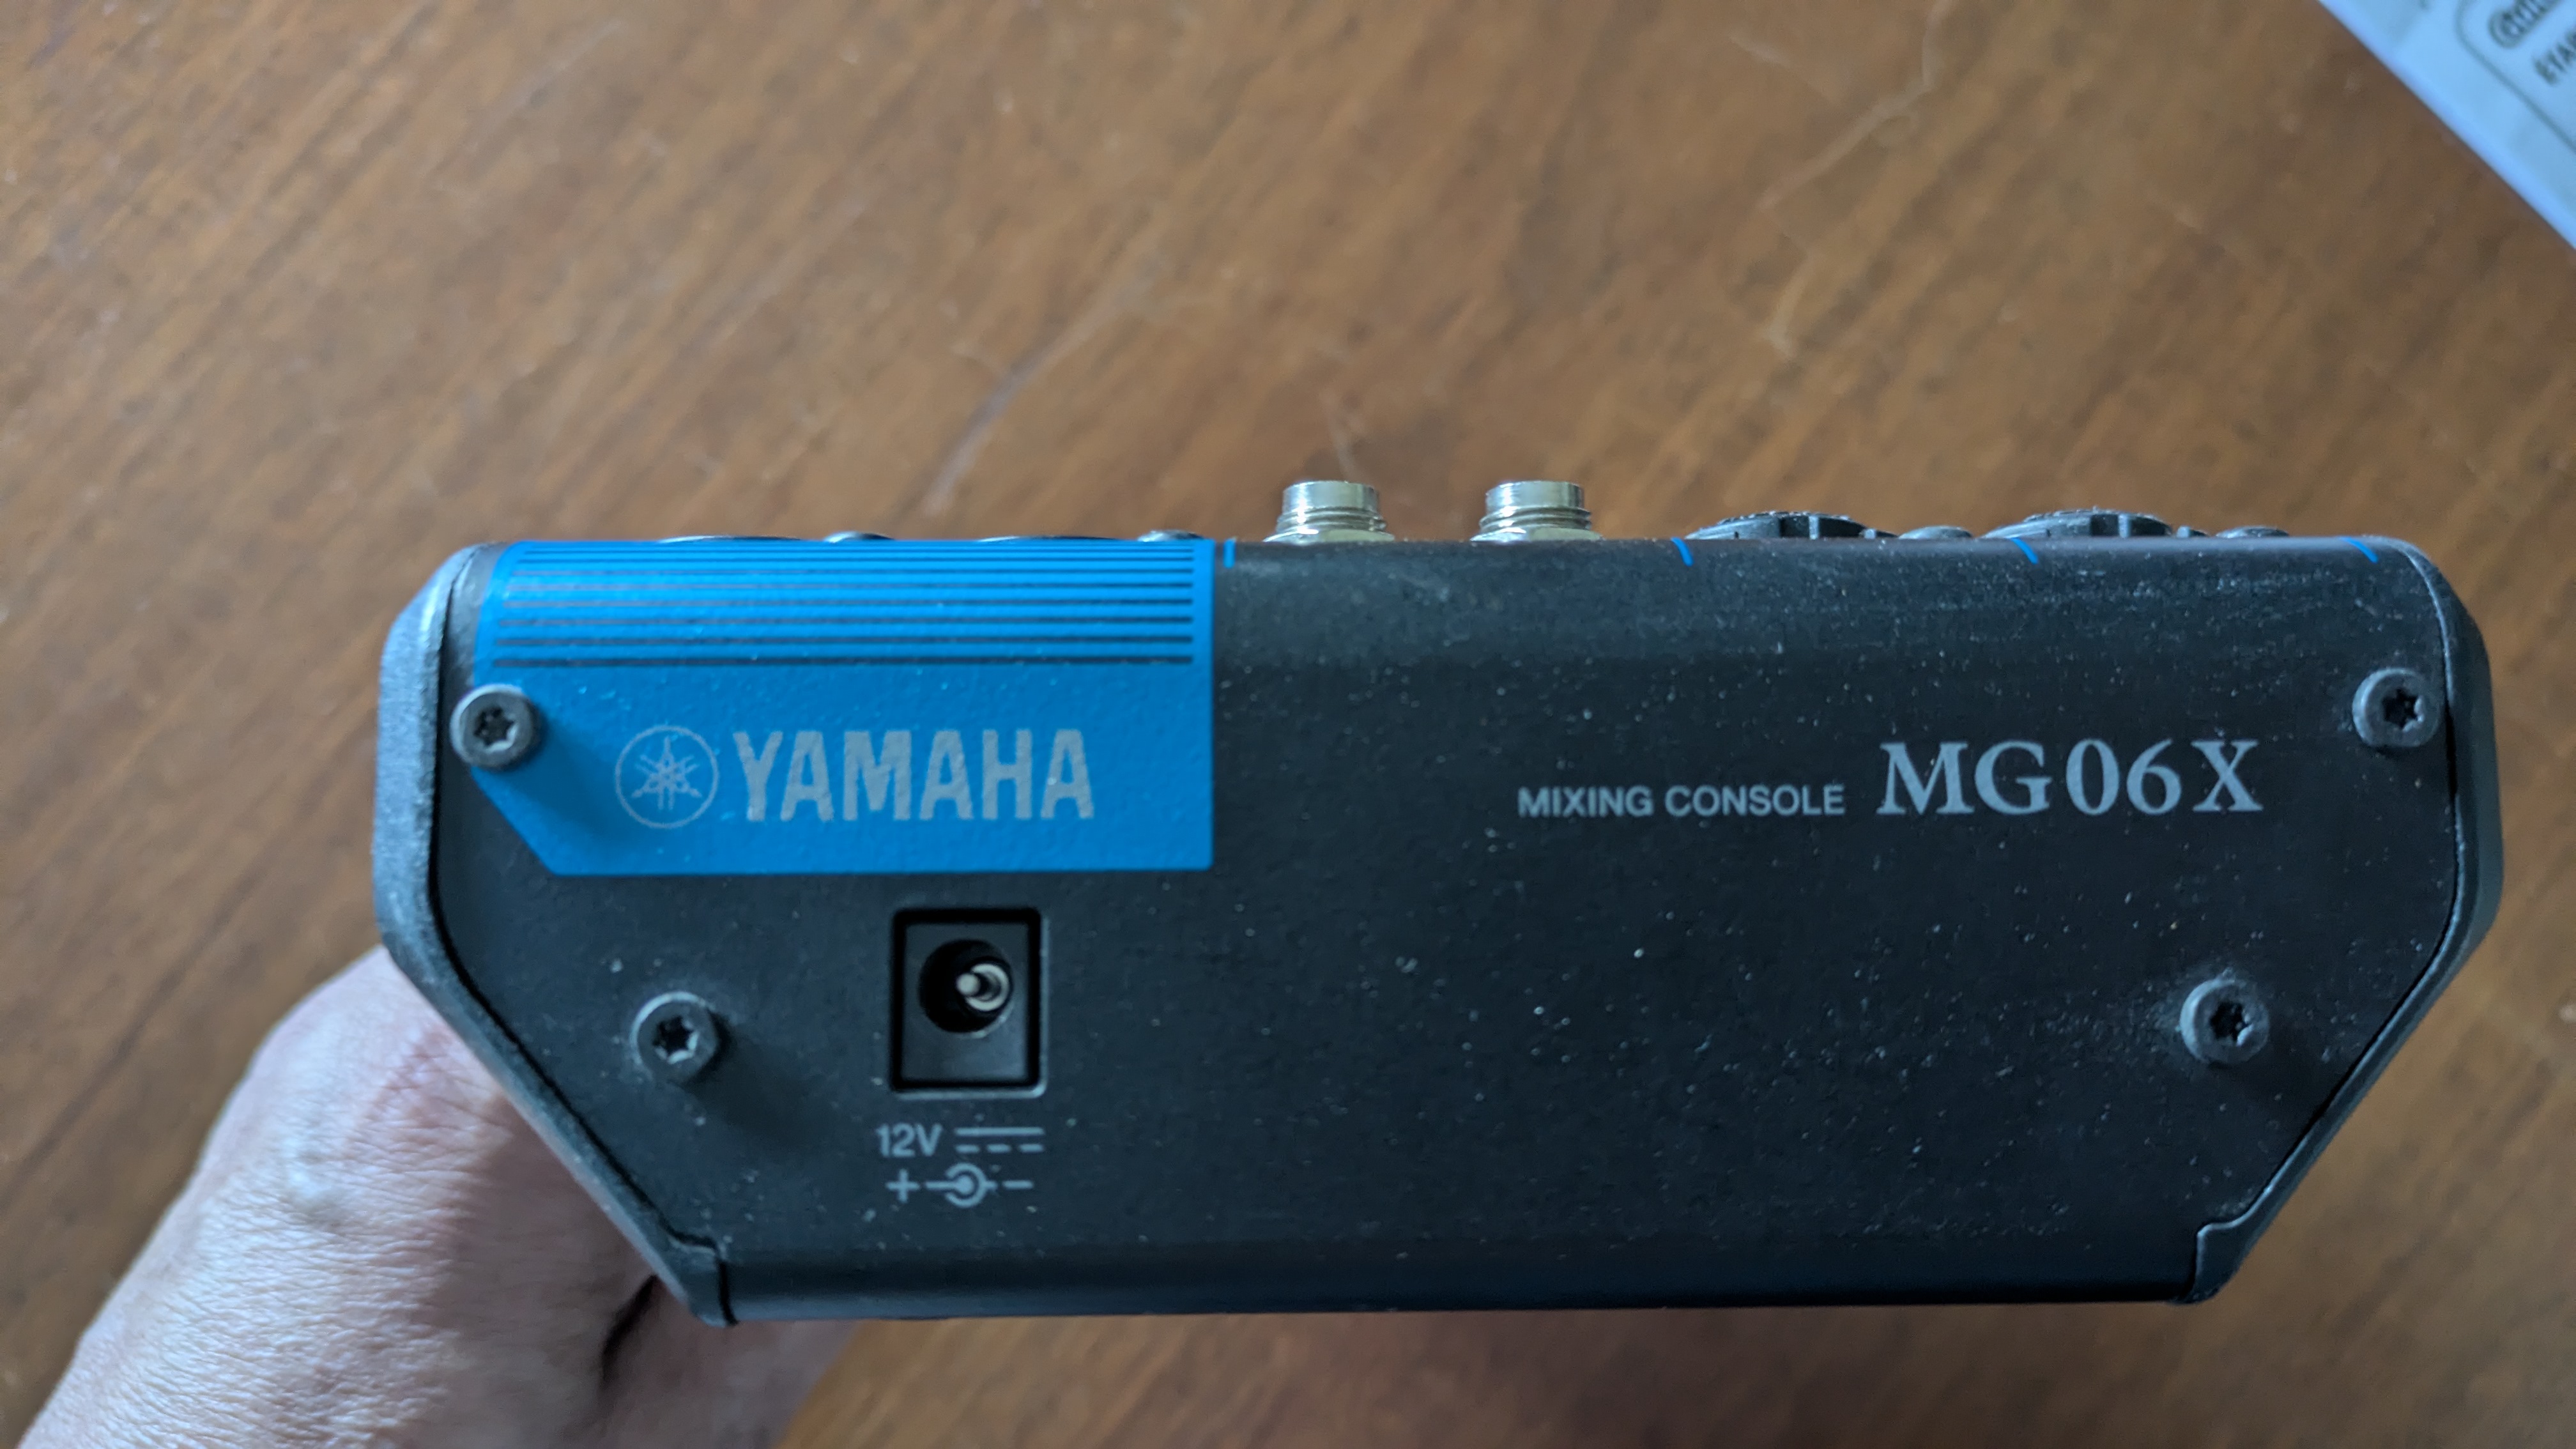 YAMAHA
MIXING CONSOLE MG06X
12V
+ -